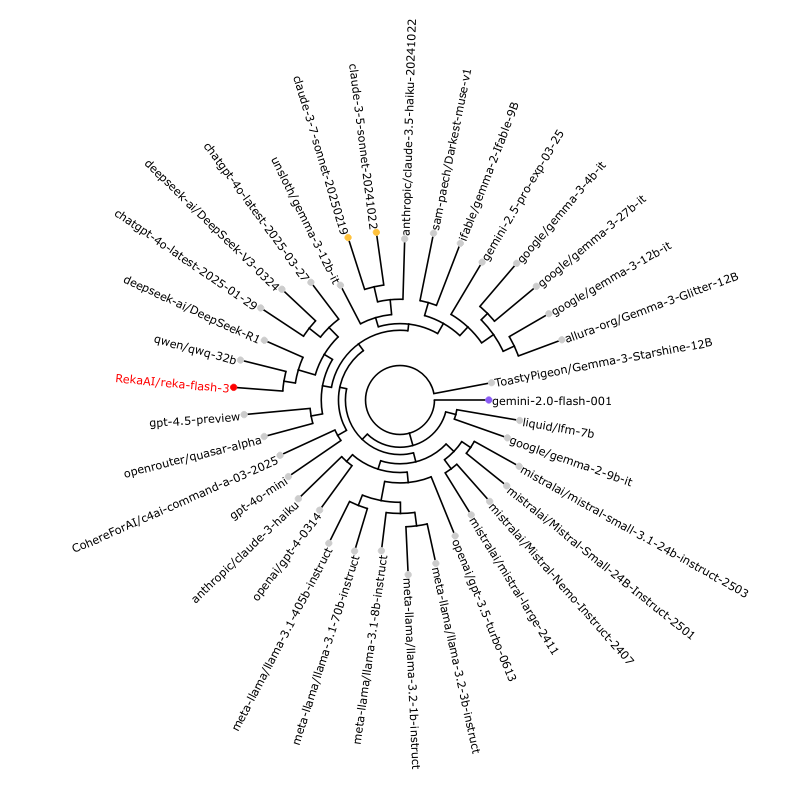 anthropic/claude-3.5-haiku-20241022
sam-paech/Darkest-muse-v1
ifable/gemma-2-Ifable-9B
gemini-2.5-pro-exp-03-25
google/gemma-3-4b-it
google/gemma-3-27b-it
google/gemma-3-12b-it
allura-org/Gemma-3-Glitter-12B
ToastyPigeon/Gemma-3-Starshine-12B
gemini-2.0-flash-001
liquid/lfm-7b
google/gemma-2-9b-it
mistralai/mistral-small-3.1-24b-instruct-2503
mistralai/Mistral-Small-24B-Instruct-2501
mistralai/Mistral-Nemo-Instruct-2407
mistralai/mistral-large-2411
openai/gpt-3.5-turbo-0613
meta-llama/llama-3.2-3b-instruct
meta-llama/llama-3.2-1b-instruct
meta-llama/llama-3.1-8b-instruct
meta-llama/llama-3.1-70b-instruct
meta-llama/llama-3.1-405b-instruct
openai/gpt-4-0314
anthropic/claude-3-haiku
gpt-4o-mini
CohereForAI/c4ai-command-a-03-2025
openrouter/quasar-alpha
gpt-4.5-preview
RekaAI/reka-flash-3
qwen/qwq-32b
deepseek-ai/DeepSeek-R1
chatgpt-4o-latest-2025-01-29
deepseek-ai/DeepSeek-V3-0324
chatgpt-4o-latest-2025-03-27
unsloth/gemma-3-12b-it
claude-3-7-sonnet-20250219
claude-3-5-sonnet-20241022